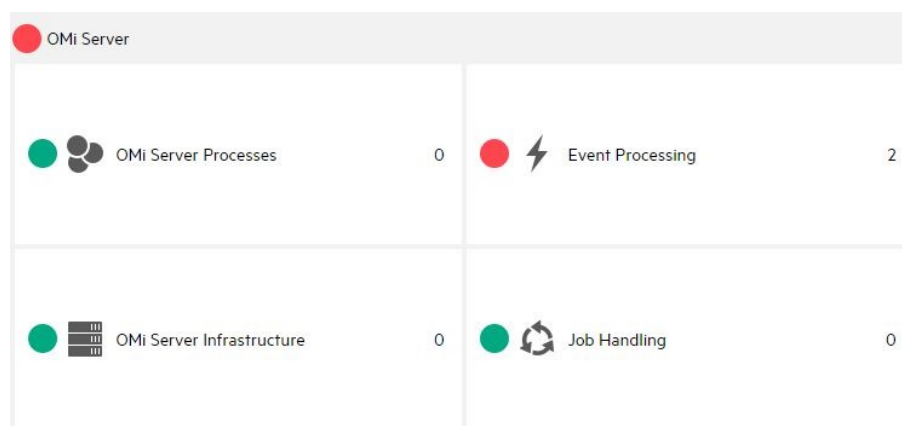 OMi Server
OMi Server Processes 0
Event Processing 2
OMi Server Infrastructure 0
Job Handling 0